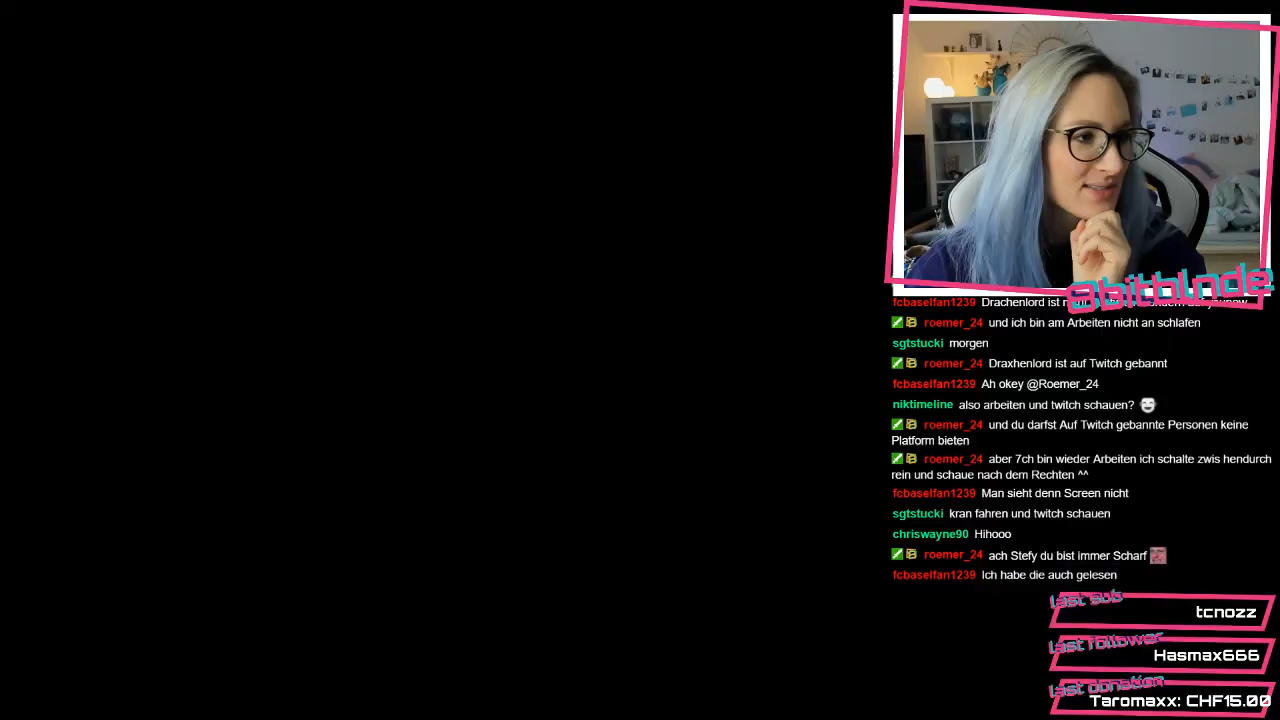 8bitblnde
fcbaselfan1239 Drachenlord ist
roemer_24 und ich bin am Arbeiten nicht an schlafen
sgtstucki morgen
roemer_24 Draxhenlord ist auf Twitch gebannt
fcbaselfan1239 Ah okey @Roemer_24
niktimeline also arbeiten und twitch schauen?
roemer_24 und du darfst Auf Twitch gebannte Personen keine
Platform bieten
roemer_24 aber 7ch bin wieder Arbeiten ich schalte zwis hendurch
rein und schaue nach dem Rechten ^^
fcbaselfan1239 Man sieht denn Screen nicht
sgtstucki kran fahren und twitch schauen
chriswayne90 Hihooo
roemer_24 ach Stefy du bist immer Scharf
fcbaselfan1239 Ich habe die auch gelesen
last sub
tcnozz
last follower
Hasmax666
last donation
Taromaxx: CHF15.00